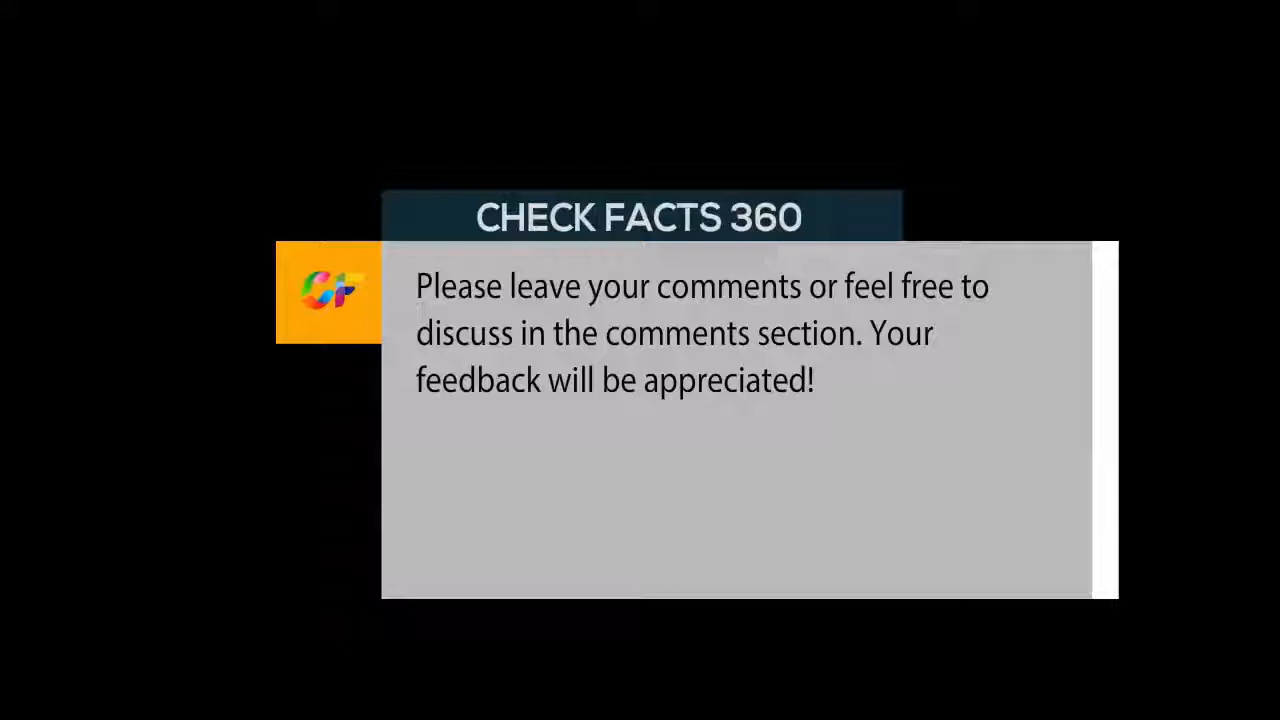 CHECK FACTS 360
CF
Please leave your comments or feel free to
discuss in the comments section. Your
feedback will be appreciated!